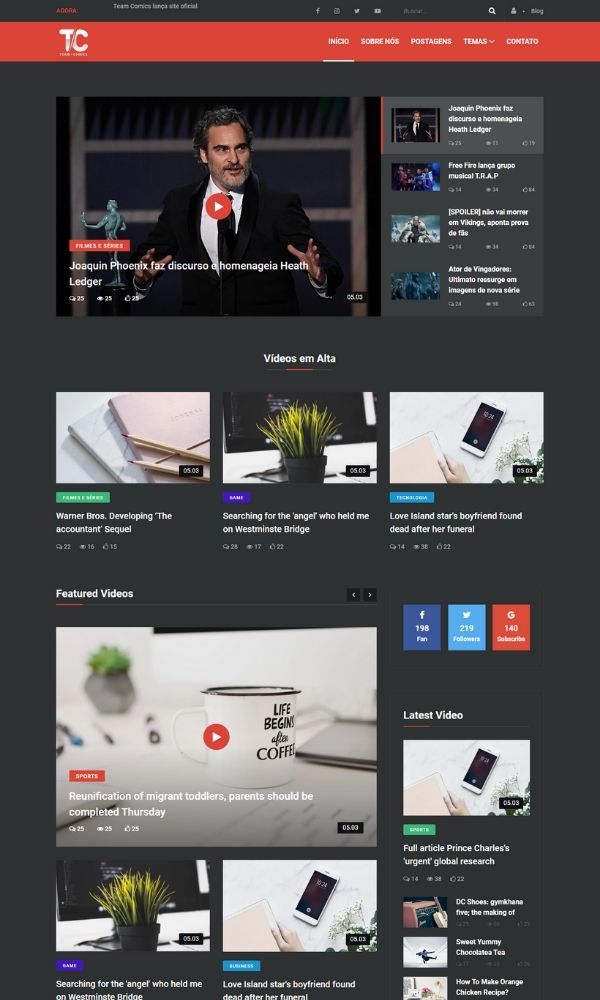 AGORA:
Team Comics lança site oficial
Buscar...
Blog
TC
TEAM COMICS
INÍCIO
SOBRE NÓS
POSTAGENS
TEMAS
CONTATO
FILMES E SÉRIES
Joaquin Phoenix faz discurso e homenageia Heath
Ledger
25
25
25
05.03
Joaquin Phoenix faz
discurso e homenageia
Heath Ledger
25
11
19
Free Fire lança grupo
musical T.R.A.P
14
34
84
[SPOILER] não vai morrer
em Vikings, aponta prova
de fãs
14
34
84
Ator de Vingadores:
Ultimato ressurge em
imagens de nova série
24
98
63
Vídeos em Alta
05.03
FILMES E SÉRIES
Warner Bros. Developing 'The
accountant' Sequel
22
16
15
05.03
GAME
Searching for the 'angel' who held me
on Westminste Bridge
28
17
22
10:24
05.03
TECNOLOGIA
Love Island star's boyfriend found
dead after her funeral
14
38
22
Featured Videos
LIFE
BEGINS
after
COFFEE
SPORTS
Reunification of migrant toddlers, parents should be
completed Thursday
25
25
25
05.03
198
Fan
219
Followers
140
Subscribe
Latest Video
05.03
SPORTS
Full article Prince Charles's
'urgent' global research
14
38
22
DC Shoes: gymkhana
five; the making of
Sweet Yummy
Chocolatea Tea
How To Make Orange
Chicken Recipe?
05.03
GAME
Searching for the 'angel' who held me
on Westminste Bridge
10:24
05.03
BUSINESS
Love Island star's boyfriend found
dead after her funeral